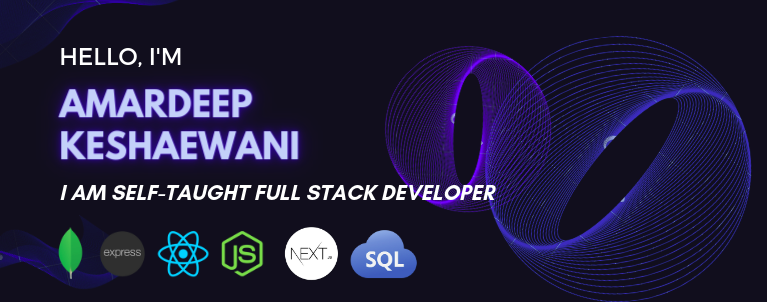 HELLO, I'M
AMARDEEP
KESHAEWANI
I AM SELF-TAUGHT FULL STACK DEVELOPER
express JS NEXT.JS SQL